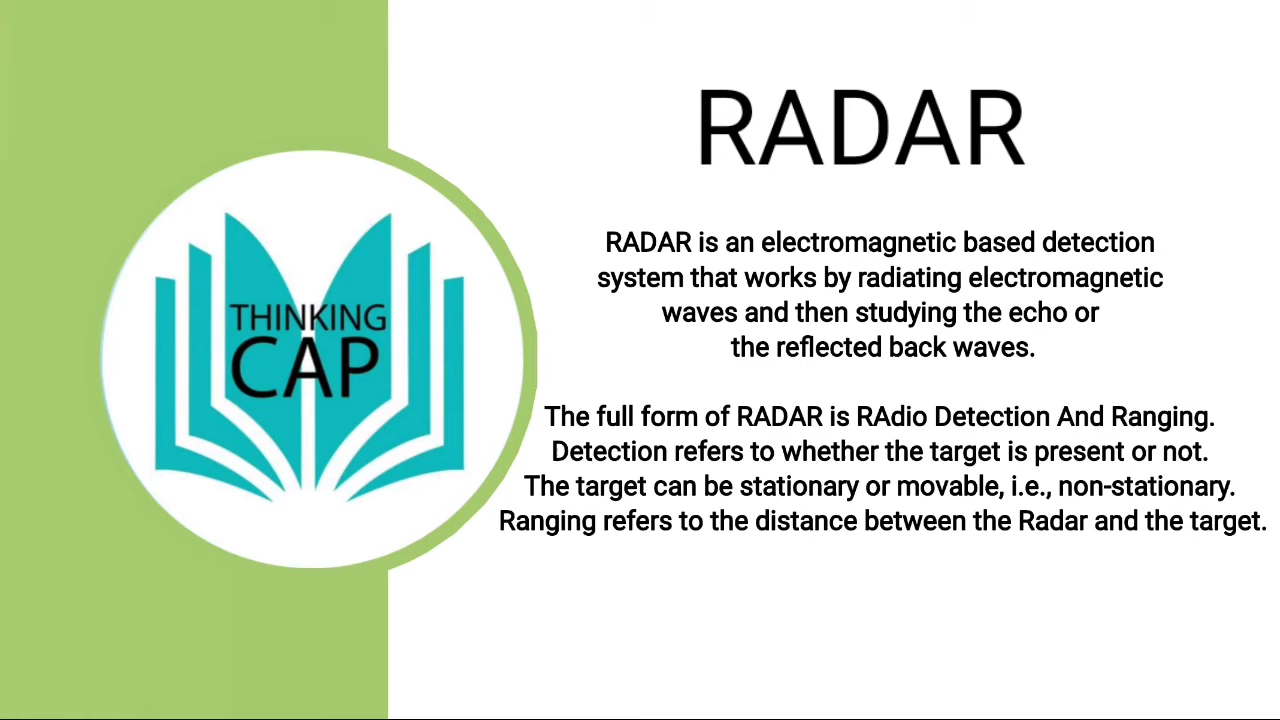 RADAR
THINKING
CAP
RADAR is an electromagnetic based detection
system that works by radiating electromagnetic
waves and then studying the echo or
the reflected back waves.
The full form of RADAR is RAdio Detection And Ranging.
Detection refers to whether the target is present or not.
The target can be stationary or movable, i.e., non-stationary.
Ranging refers to the distance between the Radar and the target.